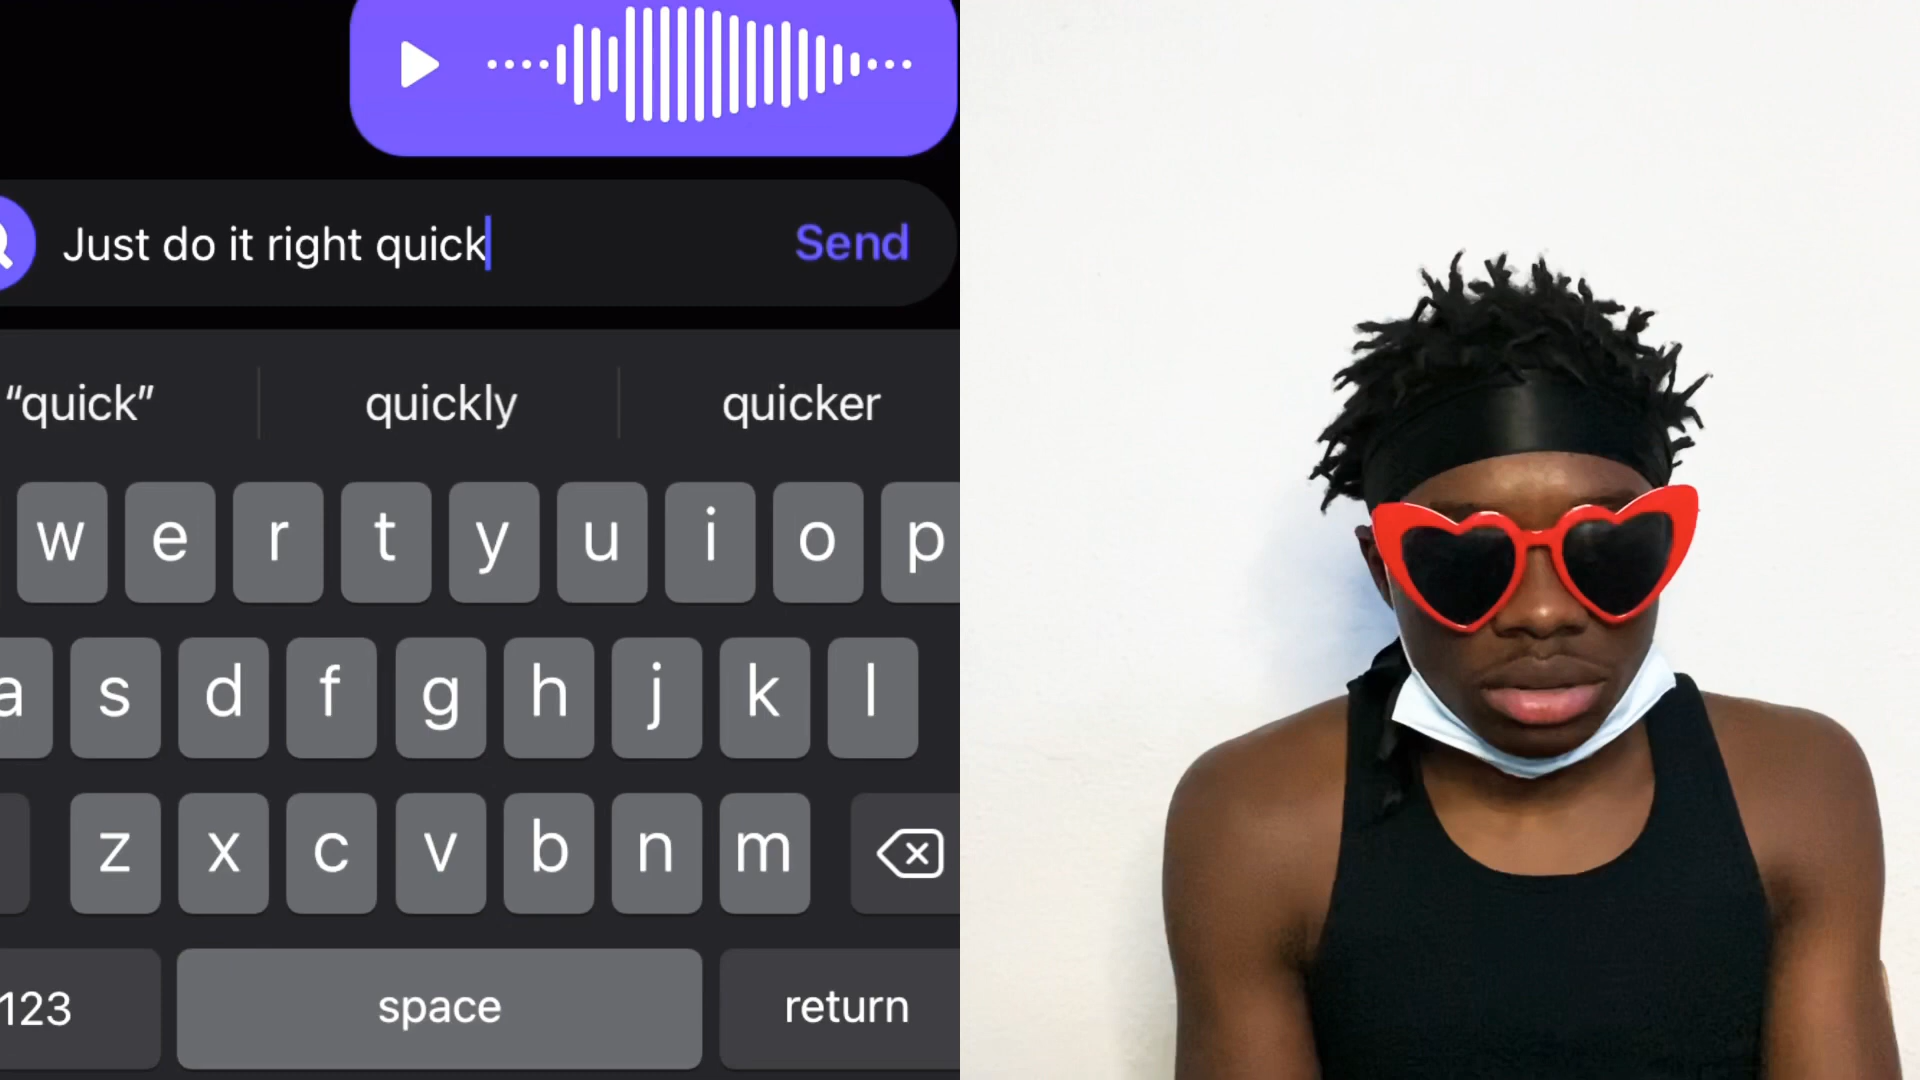 Just do it right quick
Send
“quick” quickly quicker
w e r t y u i o p
a s d f g h j k l
z x c v b n m
123 space return